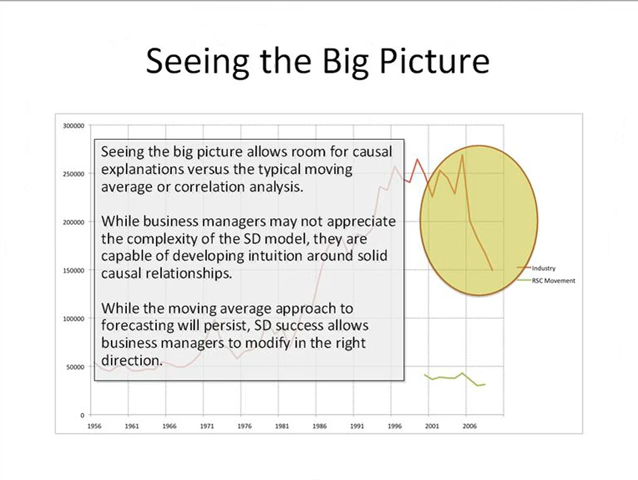 Seeing the Big Picture
300000
250000
200000
150000
100000
50000
0
Seeing the big picture allows room for causal
explanations versus the typical moving
average or correlation analysis.
While business managers may not appreciate
the complexity of the SD model, they are
capable of developing intuition around solid
causal relationships.
While the moving average approach to
forecasting will persist, SD success allows
business managers to modify in the right
direction.
Industry
RSC Movement
1956 1961 1966 1971 1976 1981 1986 1991 1996 2001 2006